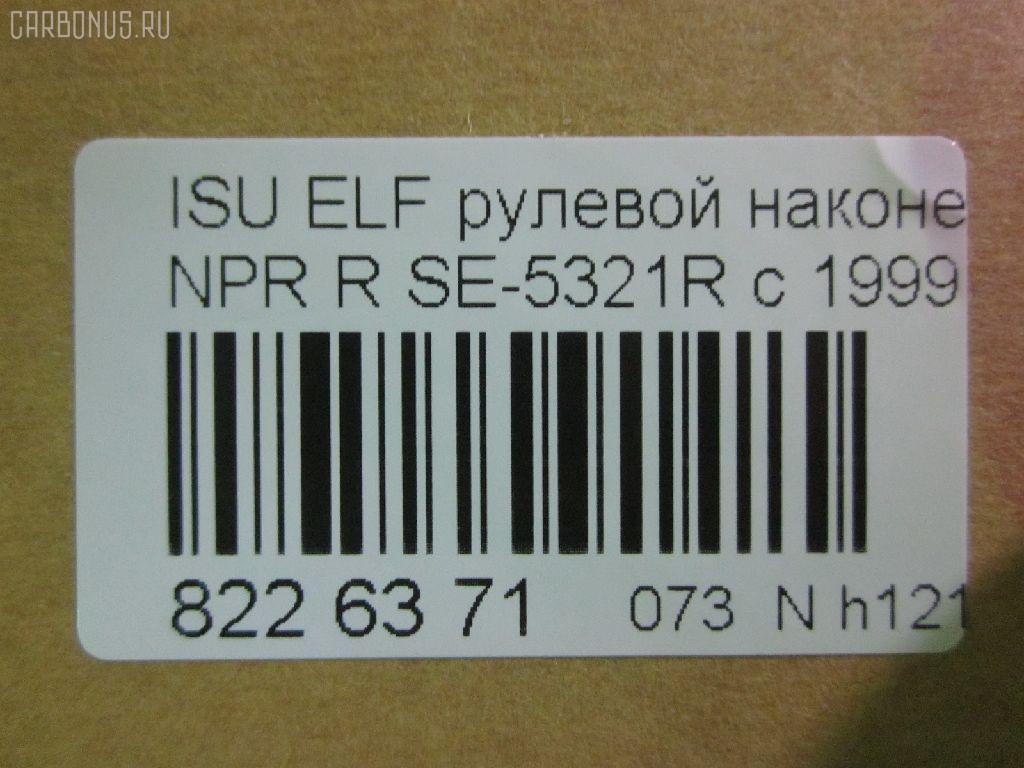 CARBONUS.RU
ISU ELF рулевой наконе
NPR R SE-5321R с 1999
822 63 71 073 N h121